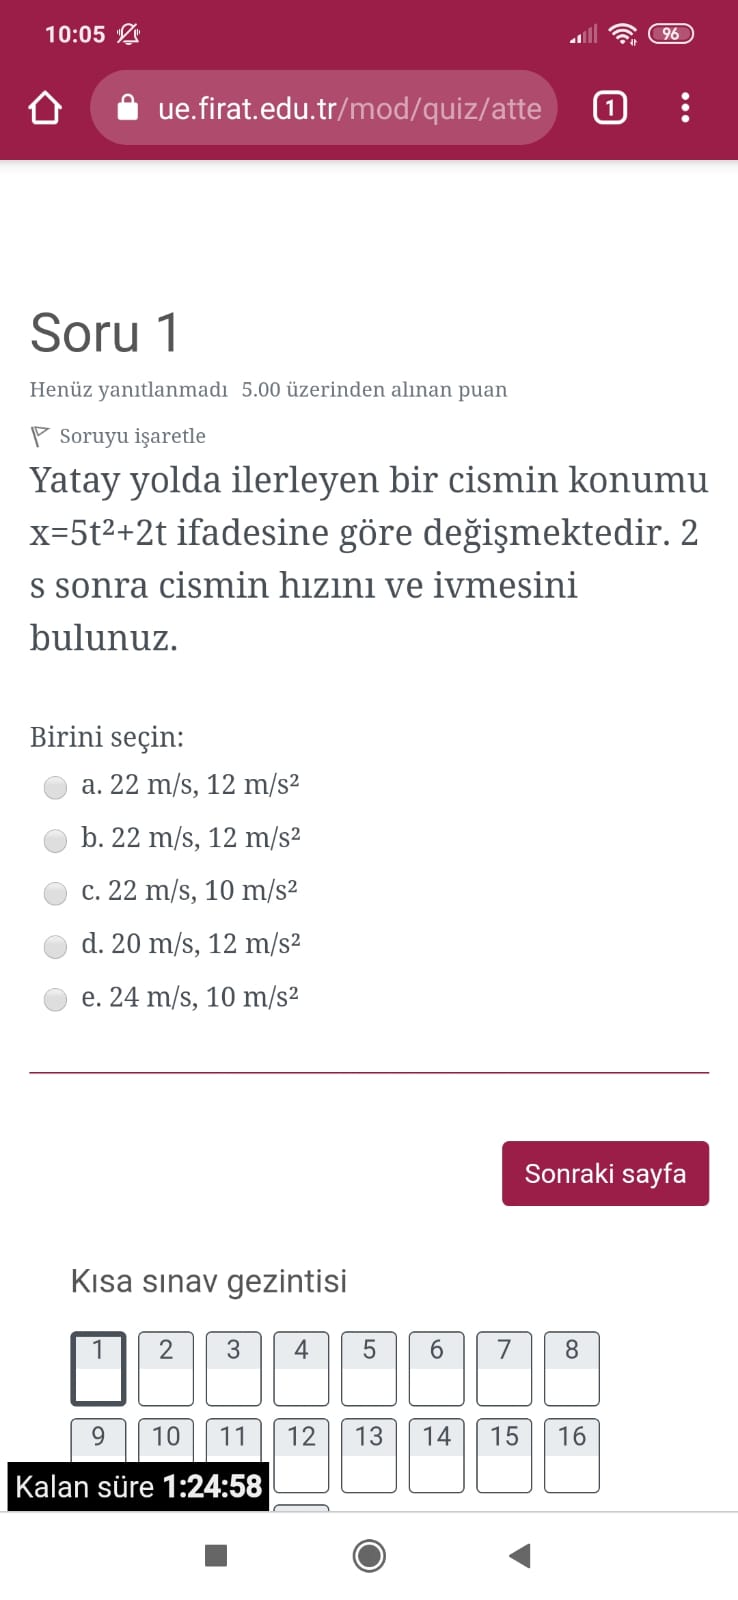 10:05
96
ue.firat.edu.tr/mod/quiz/atte
1
Soru 1
Henüz yanıtlanmadı 5.00 üzerinden alınan puan
Soruyu işaretle
Yatay yolda ilerleyen bir cismin konumu
x=5t²+2t ifadesine göre değişmektedir. 2
s sonra cismin hızını ve ivmesini
bulunuz.
Birini seçin:
a. 22 m/s, 12 m/s²
b. 22 m/s, 12 m/s²
c. 22 m/s, 10 m/s²
d. 20 m/s, 12 m/s²
e. 24 m/s, 10 m/s²
Sonraki sayfa
Kısa sınav gezintisi
1 2 3 4 5 6 7 8
9 10 11 12 13 14 15 16
Kalan süre 1:24:58